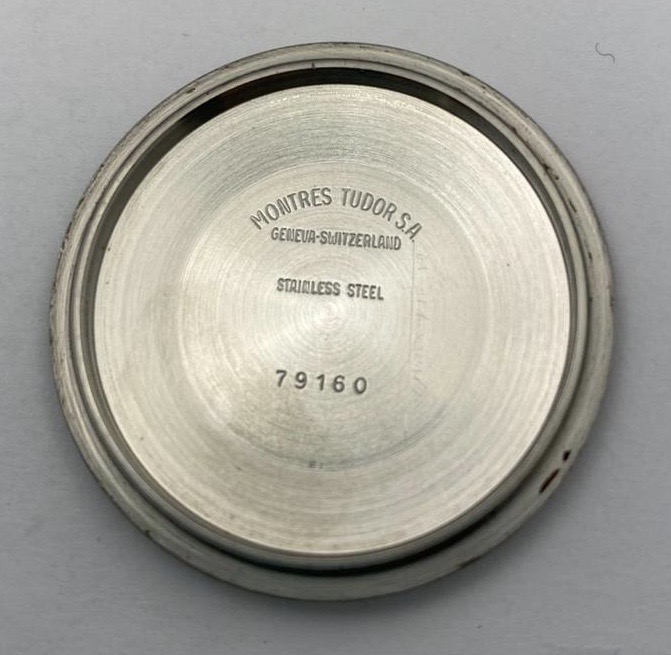 MONTRES TUDOR S.A.
GENEVA-SWITZERLAND
STAINLESS STEEL
79160